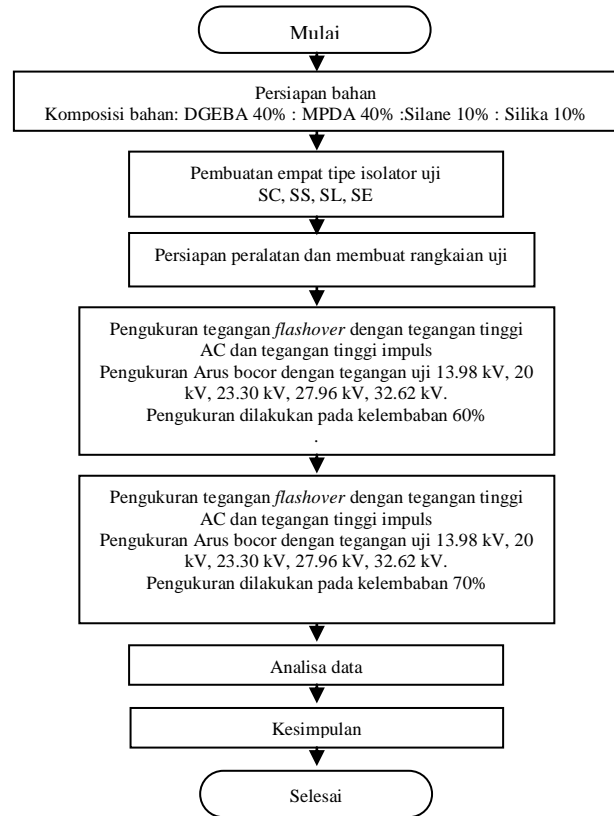 Mulai
Persiapan bahan
Komposisi bahan: DGEBA 40% : MPDA 40% :Silane 10% : Silika 10%
Pembuatan empat tipe isolator uji
SC, SS, SL, SE
Persiapan peralatan dan membuat rangkaian uji
Pengukuran tegangan flashover dengan tegangan tinggi
AC dan tegangan tinggi impuls
Pengukuran Arus bocor dengan tegangan uji 13.98 kV, 20
kV, 23.30 kV, 27.96 kV, 32.62 kV.
Pengukuran dilakukan pada kelembaban 60%
.
Pengukuran tegangan flashover dengan tegangan tinggi
AC dan tegangan tinggi impuls
Pengukuran Arus bocor dengan tegangan uji 13.98 kV, 20
kV, 23.30 kV, 27.96 kV, 32.62 kV.
Pengukuran dilakukan pada kelembaban 70%
Analisa data
Kesimpulan
Selesai